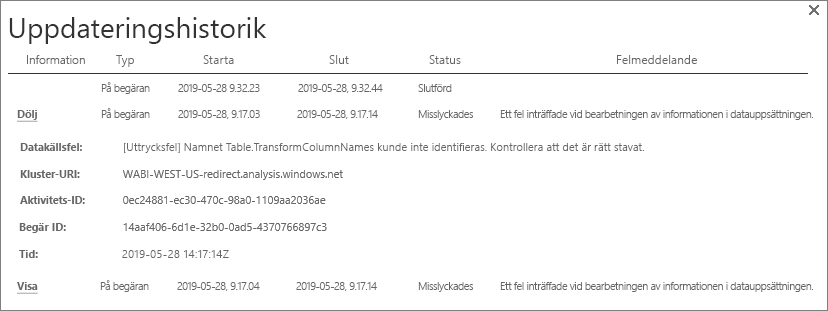 Uppdateringshistorik
Information Typ Starta Slut Status Felmeddelande
På begäran 2019-05-28 9.32.23 2019-05-28, 9.32.44 Slutförd
Dölj På begäran 2019-05-28, 9.17.03 2019-05-28, 9.17.14 Misslyckades Ett fel inträffade vid bearbetningen av informationen i datauppsättningen.
Datakällsfel: [Uttrycksfel] Namnet Table.TransformColumnNames kunde inte identifieras. Kontrollera att det är rätt stavat.
Kluster-URI: WABI-WEST-US-redirect.analysis.windows.net
Aktivitets-ID: 0ec24881-ec30-470c-98a0-1109aa2036ae
Begär ID: 14aaf406-6d1e-32b0-0ad5-4370766897c3
Tid: 2019-05-28 14:17:14Z
Visa På begäran 2019-05-28, 9.17.04 2019-05-28, 9.17.14 Misslyckades Ett fel inträffade vid bearbetningen av informationen i datauppsättningen.